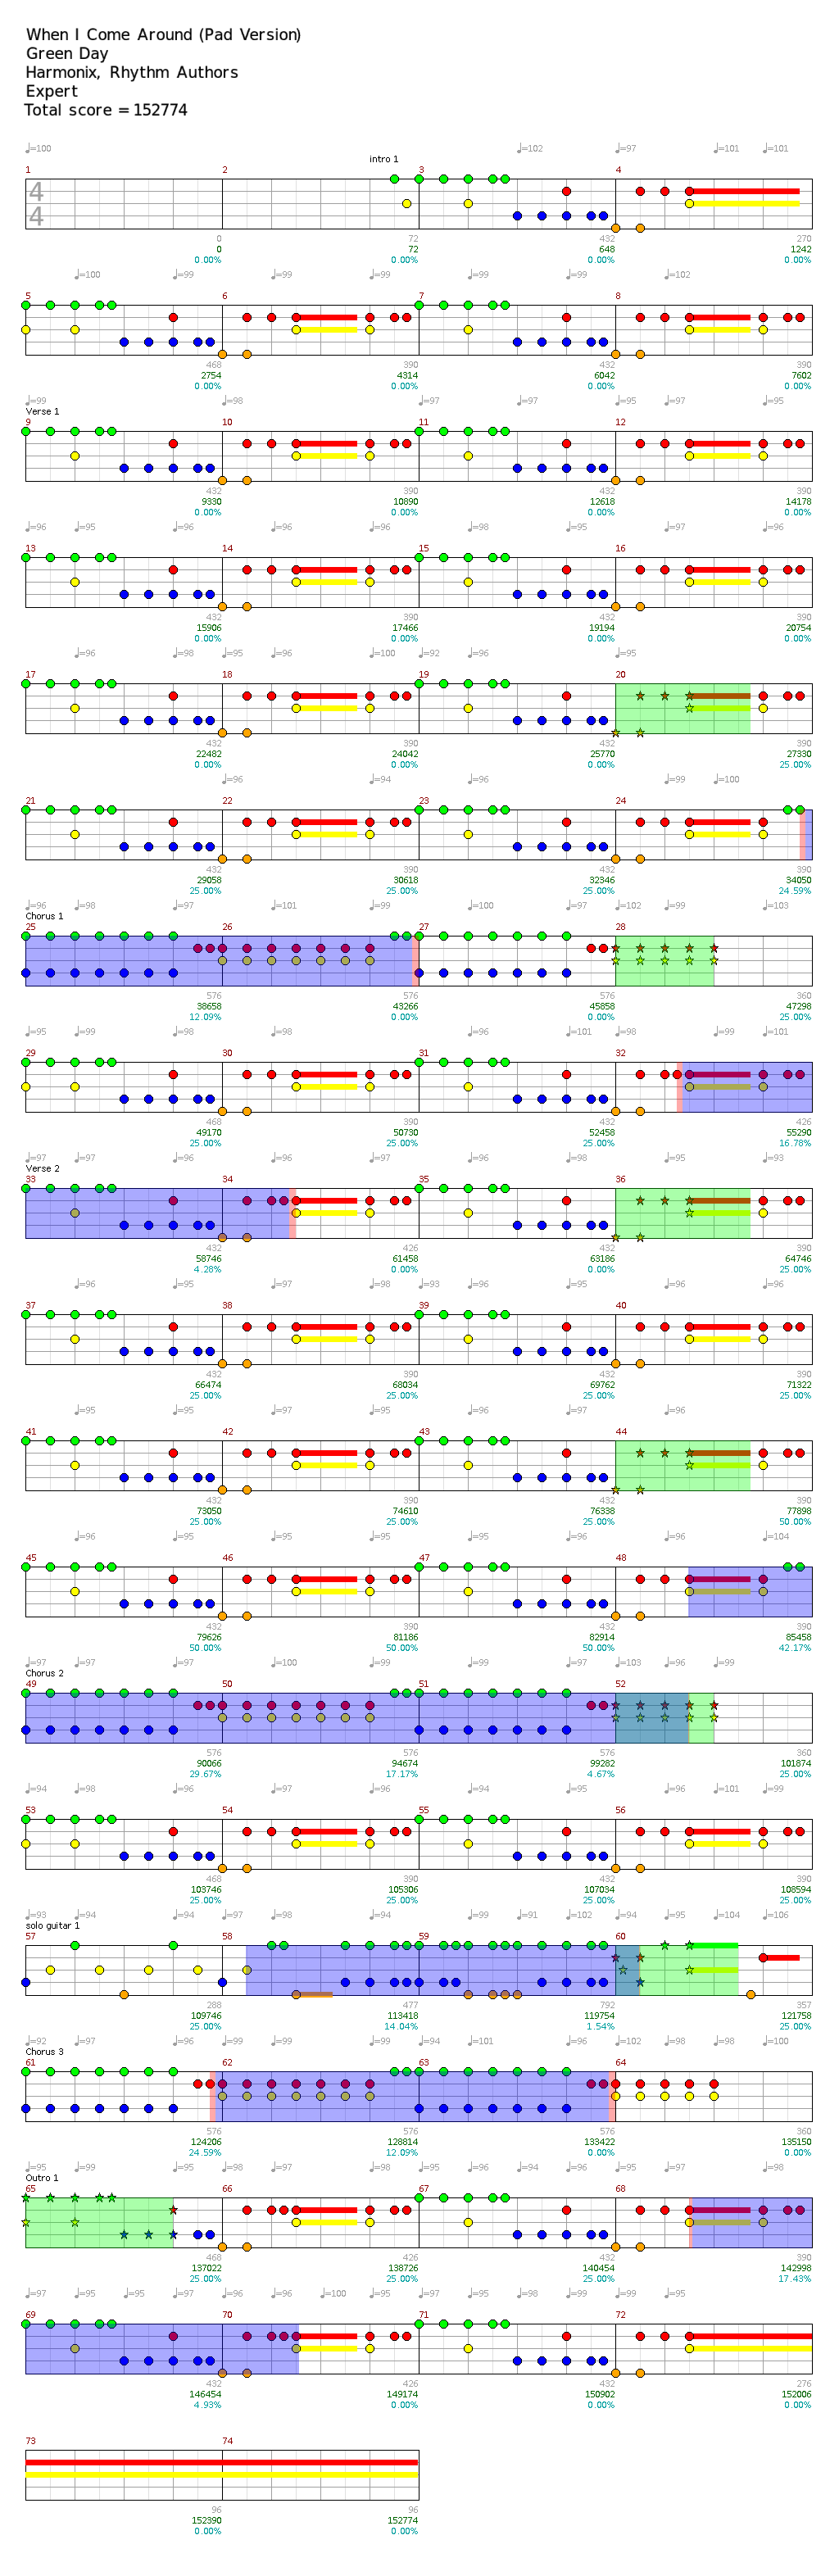 When I Come Around (Pad Version)
Green Day
Harmonix, Rhythm Authors
Expert
Total score = 152774
♩=100 ♩=102 ♩=97 ♩=101 ♩=101
intro 1
1 2 3 4
4
4
0 72 432 270
0 72 648 1242
0.00% 0.00% 0.00% 0.00%
♩=100 ♩=99 ♩=99 ♩=99 ♩=99 ♩=102
5 6 7 8
468 390 432 390
2754 4314 6042 7602
0.00% 0.00% 0.00% 0.00%
♩=99 ♩=98 ♩=97 ♩=97 ♩=95 ♩=97 ♩=95
Verse 1
9 10 11 12
432 390 432 390
9330 10890 12618 14178
0.00% 0.00% 0.00% 0.00%
♩=96 ♩=95 ♩=96 ♩=96 ♩=96 ♩=98 ♩=95 ♩=97 ♩=96
13 14 15 16
432 390 432 390
15906 17466 19194 20754
0.00% 0.00% 0.00% 0.00%
♩=96 ♩=98 ♩=95 ♩=96 ♩=100 ♩=92 ♩=96 ♩=95
17 18 19 20
432 390 432 390
22482 24042 25770 27330
0.00% 0.00% 0.00% 25.00%
♩=96 ♩=94 ♩=96 ♩=99 ♩=100
21 22 23 24
432 390 432 390
29058 30618 32346 34050
25.00% 25.00% 25.00% 24.59%
♩=96 ♩=98 ♩=97 ♩=101 ♩=99 ♩=100 ♩=97 ♩=102 ♩=99 ♩=103
Chorus 1
25 26 27 28
576 576 576 360
38658 43266 45858 47298
12.09% 0.00% 0.00% 25.00%
♩=95 ♩=99 ♩=96 ♩=98 ♩=96 ♩=101 ♩=98 ♩=99 ♩=101
29 30 31 32
468 390 432 426
49170 50730 52458 55290
25.00% 25.00% 25.00% 16.78%
♩=97 ♩=97 ♩=96 ♩=96 ♩=96 ♩=97 ♩=95 ♩=93
Verse 2
33 34 35 36
432 426 432 390
58746 61458 63186 64746
4.28% 0.00% 0.00% 25.00%
♩=96 ♩=95 ♩=97 ♩=98 ♩=93 ♩=95 ♩=95 ♩=96 ♩=96
37 38 39 40
432 390 432 390
66474 68034 69762 71322
25.00% 25.00% 25.00% 25.00%
♩=95 ♩=95 ♩=97 ♩=95 ♩=97 ♩=96
41 42 43 44
432 390 432 390
73050 74610 76338 77898
25.00% 25.00% 25.00% 50.00%
♩=96 ♩=95 ♩=95 ♩=99 ♩=95 ♩=96 ♩=104
45 46 47 48
432 390 432 390
79626 81186 82914 85458
50.00% 50.00% 50.00% 42.17%
♩=97 ♩=97 ♩=97 ♩=100 ♩=99 ♩=97 ♩=97 ♩=103 ♩=96 ♩=99
Chorus 2
49 50 51 52
576 576 576 360
90066 94674 99282 101874
29.67% 17.17% 4.67% 25.00%
♩=94 ♩=98 ♩=96 ♩=97 ♩=96 ♩=94 ♩=95 ♩=96 ♩=101 ♩=99
53 54 55 56
468 390 432 390
103746 105306 107034 108594
25.00% 25.00% 25.00% 25.00%
♩=93 ♩=94 ♩=94 ♩=97 ♩=98 ♩=96 ♩=99 ♩=91 ♩=102 ♩=94 ♩=95 ♩=104 ♩=106
solo guitar 1
57 58 59 60
288 477 792 357
109746 113418 119754 121758
25.00% 14.04% 1.54% 25.00%
♩=92 ♩=97 ♩=96 ♩=99 ♩=99 ♩=99 ♩=94 ♩=101 ♩=96 ♩=102 ♩=98 ♩=98 ♩=100
Chorus 3
61 62 63 64
576 576 576 360
124206 128814 133422 135150
24.59% 12.09% 0.00% 0.00%
♩=95 ♩=99 ♩=95 ♩=96 ♩=95 ♩=96 ♩=94 ♩=96 ♩=97 ♩=98
Outro 1
65 66 67 68
468 426 432 390
137022 138726 140454 142998
25.00% 25.00% 25.00% 17.43%
♩=97 ♩=95 ♩=95 ♩=97 ♩=96 ♩=96 ♩=100 ♩=95 ♩=97 ♩=95 ♩=98 ♩=99 ♩=99 ♩=95
69 70 71 72
432 426 432 276
146454 149174 150902 152006
4.93% 0.00% 0.00% 0.00%
73 74
96 96
152390 152774
0.00% 0.00%